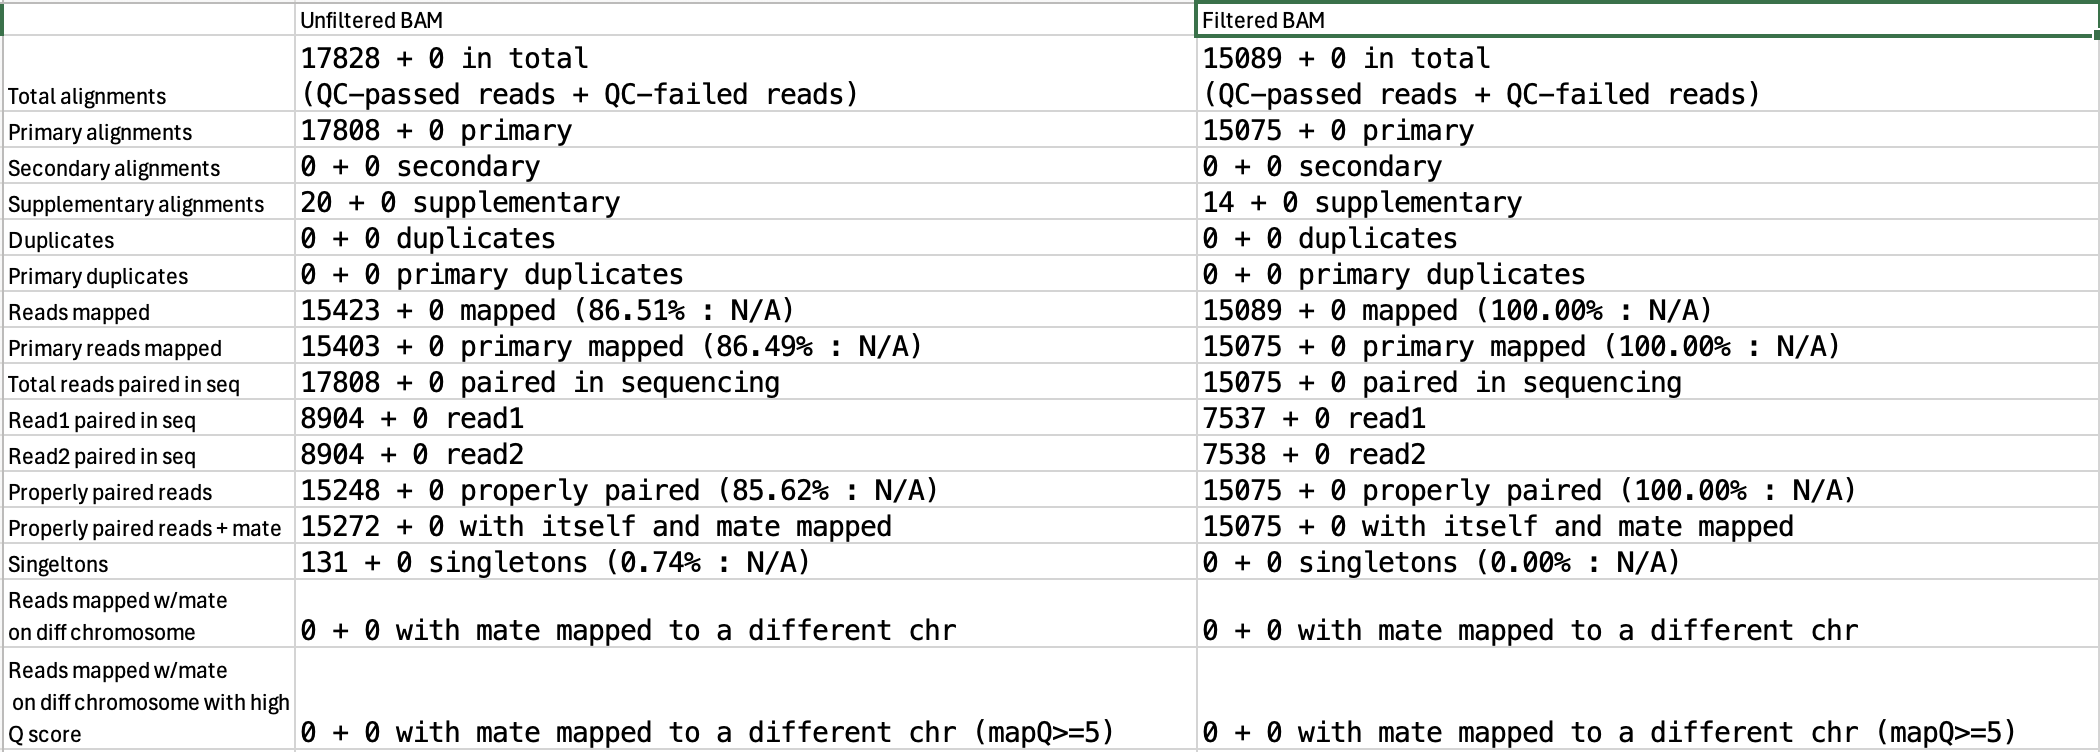 Unfiltered BAM Filtered BAM
17828 + 0 in total 15089 + 0 in total
Total alignments (QC-passed reads + QC-failed reads) (QC-passed reads + QC-failed reads)
Primary alignments 17808 + 0 primary 15075 + 0 primary
Secondary alignments 0 + 0 secondary 0 + 0 secondary
Supplementary alignments 20 + 0 supplementary 14 + 0 supplementary
Duplicates 0 + 0 duplicates 0 + 0 duplicates
Primary duplicates 0 + 0 primary duplicates 0 + 0 primary duplicates
Reads mapped 15423 + 0 mapped (86.51% : N/A) 15089 + 0 mapped (100.00% : N/A)
Primary reads mapped 15403 + 0 primary mapped (86.49% : N/A) 15075 + 0 primary mapped (100.00% : N/A)
Total reads paired in seq 17808 + 0 paired in sequencing 15075 + 0 paired in sequencing
Read1 paired in seq 8904 + 0 read1 7537 + 0 read1
Read2 paired in seq 8904 + 0 read2 7538 + 0 read2
Properly paired reads 15248 + 0 properly paired (85.62% : N/A) 15075 + 0 properly paired (100.00% : N/A)
Properly paired reads + mate 15272 + 0 with itself and mate mapped 15075 + 0 with itself and mate mapped
Singeltons 131 + 0 singletons (0.74% : N/A) 0 + 0 singletons (0.00% : N/A)
Reads mapped w/mate
on diff chromosome 0 + 0 with mate mapped to a different chr 0 + 0 with mate mapped to a different chr
Reads mapped w/mate
on diff chromosome with high
Q score 0 + 0 with mate mapped to a different chr (mapQ>=5) 0 + 0 with mate mapped to a different chr (mapQ>=5)